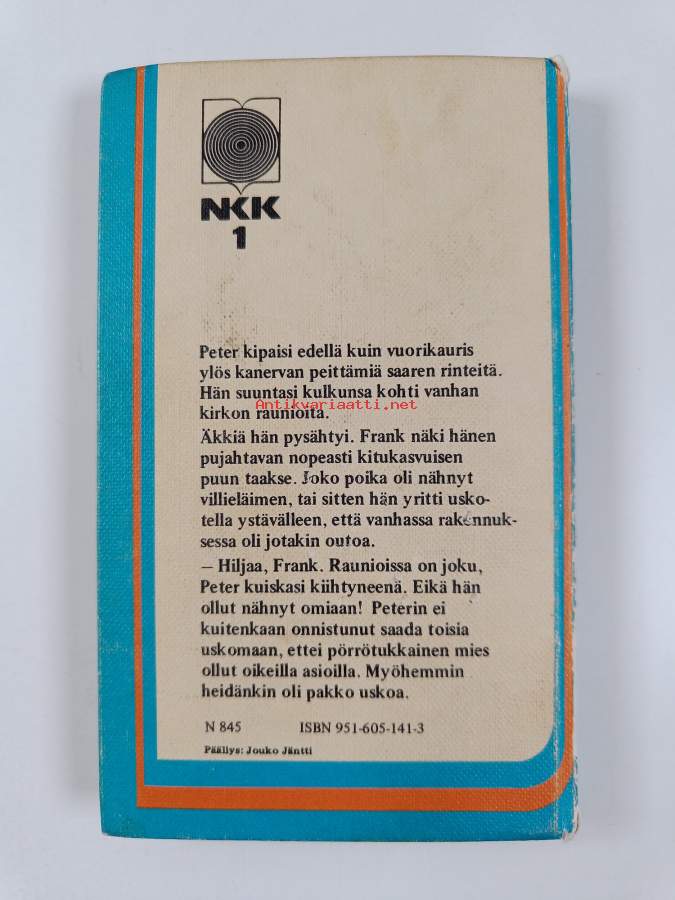 NKK
1
Peter kipaisi edellä kuin vuorikauris
ylös kanervan peittämiä saaren rinteitä.
Hän suuntasi kulkunsa kohti vanhan
Antikvariaatti.net
kirkon raunioita.
Äkkiä hän pysähtyi. Frank näki hänen
pujahtavan nopeasti kitukasvuisen
puun taakse. Joko poika oli nähnyt
villieläimen, tai sitten hän yritti usko-
tella ystävälleen, että vanhassa rakennuk-
sessa oli jotakin outoa.
– Hiljaa, Frank. Raunioissa on joku,
Peter kuiskasi kiihtyneenä. Eikä hän
ollut nähnyt omiaan! Peterin ei
kuitenkaan onnistunut saada toisia
uskomaan, ettei pörrötukkainen mies
ollut oikeilla asioilla. Myöhemmin
heidänkin oli pakko uskoa.
N 845 ISBN 951-605-141-3
Päällys: Jouko Jäntti